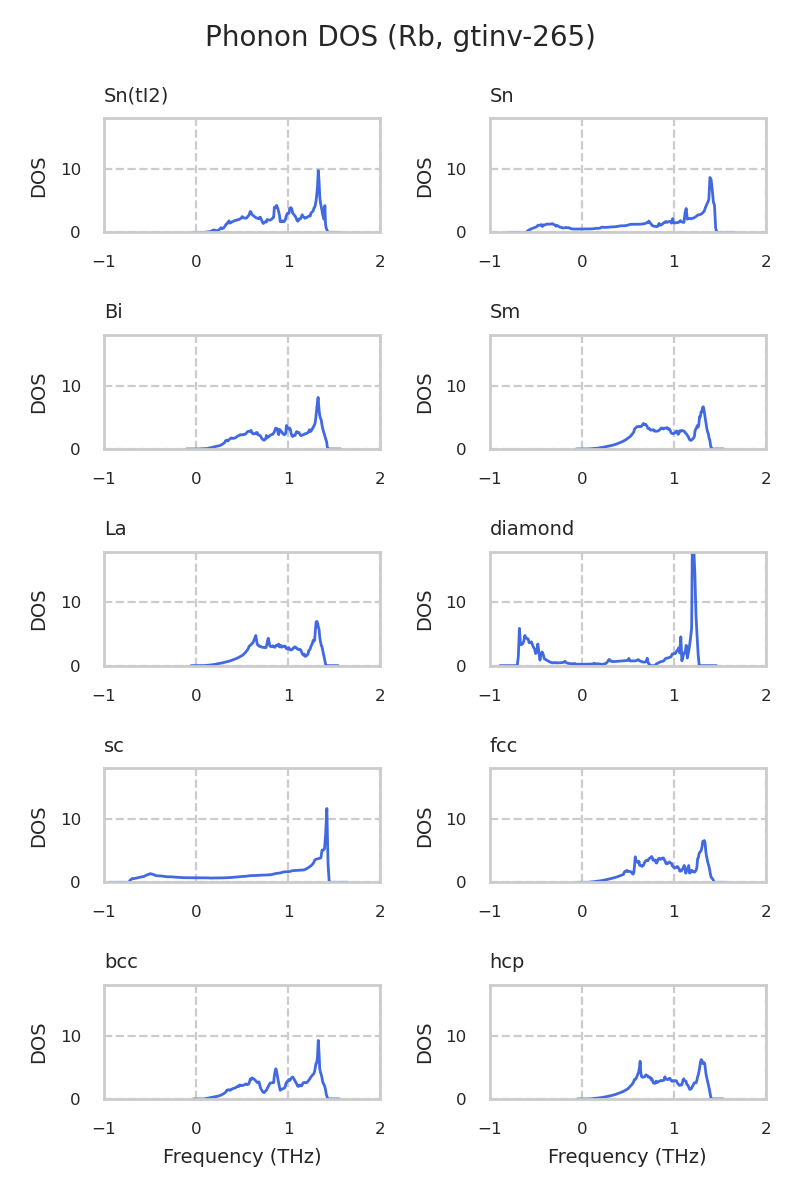 Phonon DOS (Rb, gtinv-265)
Sn(tI2)
Sn
DOS
10
0
−1 0 1 2
DOS
10
0
−1 0 1 2
Bi
Sm
DOS
10
0
−1 0 1 2
DOS
10
0
−1 0 1 2
La
diamond
DOS
10
0
−1 0 1 2
DOS
10
0
−1 0 1 2
sc
fcc
DOS
10
0
−1 0 1 2
DOS
10
0
−1 0 1 2
bcc
hcp
DOS
10
0
−1 0 1 2
Frequency (THz)
DOS
10
0
−1 0 1 2
Frequency (THz)